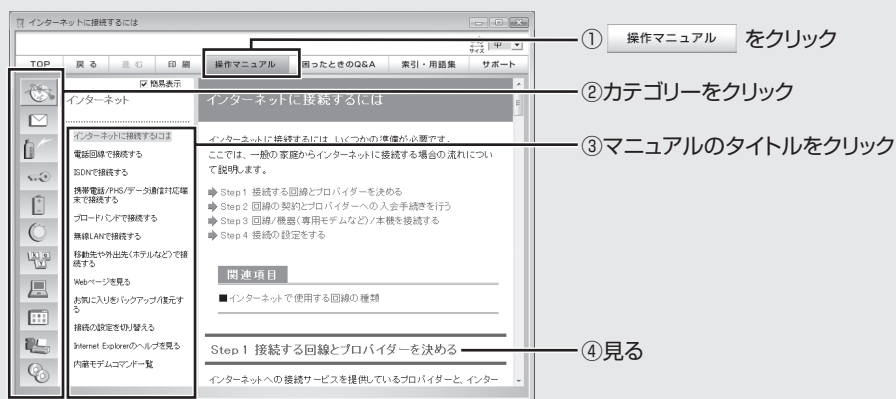 インターネットに接続するには
サイズ 中
TOP 戻る 進む 印刷 操作マニュアル 困ったときのQ&A 索引・用語集 サポート
簡易表示
インターネット
インターネットに接続するには
電話回線で接続する
ISDNで接続する
携帯電話/PHS/データ通信対応端
末で接続する
ブロードバンドで接続する
無線LANで接続する
移動先や外出先(ホテルなど)で接
続する
Webページを見る
お気に入りをバックアップ/復元す
る
接続の設定を切り替える
Internet Explorerのヘルプを見る
内蔵モデムコマンド一覧
インターネットに接続するには
インターネットに接続するには、いくつかの準備が必要です。
ここでは、一般の家庭からインターネットに接続する場合の流れについ
て説明します。
Step1 接続する回線とプロバイダーを決める
Step2 回線の契約とプロバイダーへの入会手続きを行う
Step3 回線/機器(専用モデムなど)/本機を接続する
Step4 接続の設定をする
関連項目
■インターネットで使用する回線の種類
Step1 接続する回線とプロバイダーを決める
インターネットへの接続サービスを提供しているプロバイダーと、インター
① 操作マニュアル をクリック
②カテゴリーをクリック
③マニュアルのタイトルをクリック
④見る